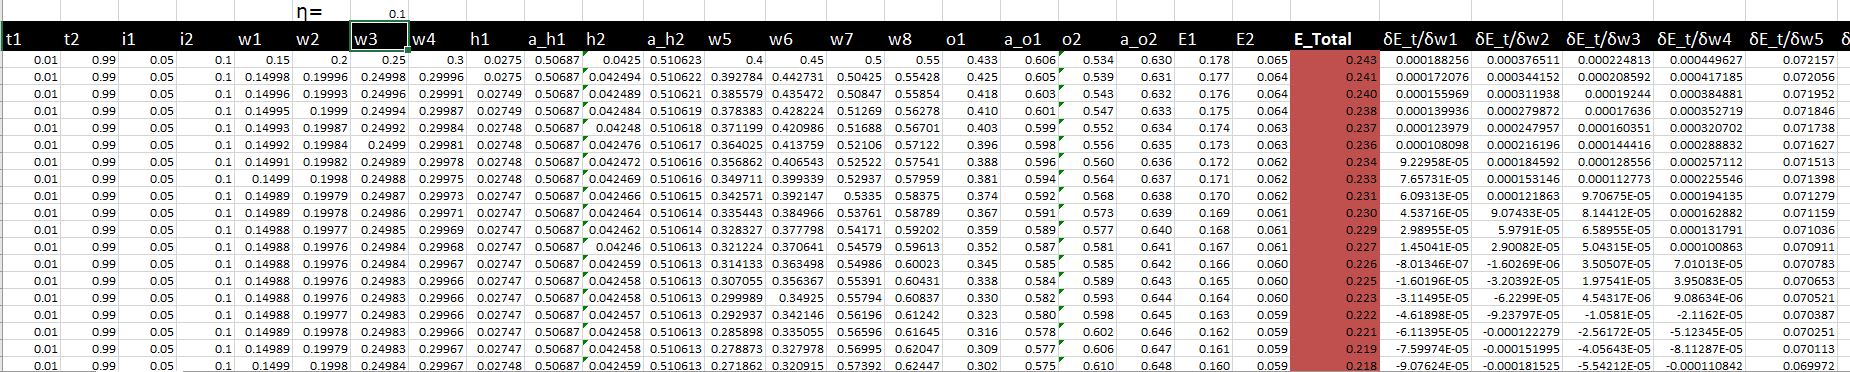 η= 0.1
t1 t2 i1 i2 w1 w2 w3 w4 h1 a_h1 h2 a_h2 w5 w6 w7 w8 o1 a_o1 o2 a_o2 E1 E2 E_Total δE_t/δw1 δE_t/δw2 δE_t/δw3 δE_t/δw4 δE_t/δw5
0.01 0.99 0.05 0.1 0.15 0.2 0.25 0.3 0.0275 0.50687 0.0425 0.510623 0.4 0.45 0.5 0.55 0.433 0.606 0.534 0.630 0.178 0.065 0.243 0.000188256 0.000376511 0.000224813 0.000449627 0.072157
0.01 0.99 0.05 0.1 0.14998 0.19996 0.24998 0.29996 0.0275 0.50687 0.042494 0.510622 0.392784 0.442731 0.50425 0.55428 0.425 0.605 0.539 0.631 0.177 0.064 0.241 0.000172076 0.000344152 0.000208592 0.000417185 0.072056
0.01 0.99 0.05 0.1 0.14996 0.19993 0.24996 0.29991 0.02749 0.50687 0.042489 0.510621 0.385579 0.435472 0.50847 0.55854 0.418 0.603 0.543 0.632 0.176 0.064 0.240 0.000155969 0.000311938 0.00019244 0.000384881 0.071952
0.01 0.99 0.05 0.1 0.14995 0.1999 0.24994 0.29987 0.02749 0.50687 0.042484 0.510619 0.378383 0.428224 0.51269 0.56278 0.410 0.601 0.547 0.633 0.175 0.064 0.238 0.000139936 0.000279872 0.00017636 0.000352719 0.071846
0.01 0.99 0.05 0.1 0.14993 0.19987 0.24992 0.29984 0.02748 0.50687 0.04248 0.510618 0.371199 0.420986 0.51688 0.56701 0.403 0.599 0.552 0.634 0.174 0.063 0.237 0.000123979 0.000247957 0.000160351 0.000320702 0.071738
0.01 0.99 0.05 0.1 0.14992 0.19984 0.2499 0.29981 0.02748 0.50687 0.042476 0.510617 0.364025 0.413759 0.52106 0.57122 0.396 0.598 0.556 0.635 0.173 0.063 0.236 0.000108098 0.000216196 0.000144416 0.000288832 0.071627
0.01 0.99 0.05 0.1 0.14991 0.19982 0.24989 0.29978 0.02748 0.50687 0.042472 0.510616 0.356862 0.406543 0.52522 0.57541 0.388 0.596 0.560 0.636 0.172 0.062 0.234 9.22958E-05 0.000184592 0.000128556 0.000257112 0.071513
0.01 0.99 0.05 0.1 0.1499 0.1998 0.24988 0.29975 0.02748 0.50687 0.042469 0.510616 0.349711 0.399339 0.52937 0.57959 0.381 0.594 0.564 0.637 0.171 0.062 0.233 7.65731E-05 0.000153146 0.000112773 0.000225546 0.071398
0.01 0.99 0.05 0.1 0.14989 0.19979 0.24987 0.29973 0.02747 0.50687 0.042466 0.510615 0.342571 0.392147 0.5335 0.58375 0.374 0.592 0.568 0.638 0.170 0.062 0.231 6.09313E-05 0.000121863 9.70675E-05 0.000194135 0.071279
0.01 0.99 0.05 0.1 0.14989 0.19978 0.24986 0.29971 0.02747 0.50687 0.042464 0.510614 0.335443 0.384966 0.53761 0.58789 0.367 0.591 0.573 0.639 0.169 0.061 0.230 4.53716E-05 9.07433E-05 8.14412E-05 0.000162882 0.071159
0.01 0.99 0.05 0.1 0.14988 0.19977 0.24985 0.29969 0.02747 0.50687 0.042462 0.510614 0.328327 0.377798 0.54171 0.59202 0.359 0.589 0.577 0.640 0.168 0.061 0.229 2.98955E-05 5.9791E-05 6.58955E-05 0.000131791 0.071036
0.01 0.99 0.05 0.1 0.14988 0.19976 0.24984 0.29968 0.02747 0.50687 0.04246 0.510613 0.321224 0.370641 0.54579 0.59613 0.352 0.587 0.581 0.641 0.167 0.061 0.227 1.45041E-05 2.90082E-05 5.04315E-05 0.000100863 0.070911
0.01 0.99 0.05 0.1 0.14988 0.19976 0.24984 0.29967 0.02747 0.50687 0.042459 0.510613 0.314133 0.363498 0.54986 0.60023 0.345 0.585 0.585 0.642 0.166 0.060 0.226 -8.01346E-07 -1.60269E-06 3.50507E-05 7.01013E-05 0.070783
0.01 0.99 0.05 0.1 0.14988 0.19976 0.24983 0.29966 0.02747 0.50687 0.042458 0.510613 0.307055 0.356367 0.55391 0.60431 0.338 0.584 0.589 0.643 0.165 0.060 0.225 -1.60196E-05 -3.20392E-05 1.97541E-05 3.95083E-05 0.070653
0.01 0.99 0.05 0.1 0.14988 0.19976 0.24983 0.29966 0.02747 0.50687 0.042458 0.510613 0.299989 0.34925 0.55794 0.60837 0.330 0.582 0.593 0.644 0.164 0.060 0.223 -3.11495E-05 -6.2299E-05 4.54317E-06 9.08634E-06 0.070521
0.01 0.99 0.05 0.1 0.14988 0.19977 0.24983 0.29966 0.02747 0.50687 0.042457 0.510613 0.292937 0.342146 0.56196 0.61242 0.323 0.580 0.598 0.645 0.163 0.059 0.222 -4.61898E-05 -9.23797E-05 -1.0581E-05 -2.1162E-05 0.070387
0.01 0.99 0.05 0.1 0.14989 0.19978 0.24983 0.29966 0.02747 0.50687 0.042458 0.510613 0.285898 0.335055 0.56596 0.61645 0.316 0.578 0.602 0.646 0.162 0.059 0.221 -6.11395E-05 -0.000122279 -2.56172E-05 -5.12345E-05 0.070251
0.01 0.99 0.05 0.1 0.14989 0.19979 0.24983 0.29967 0.02747 0.50687 0.042458 0.510613 0.278873 0.327978 0.56995 0.62047 0.309 0.577 0.606 0.647 0.161 0.059 0.219 -7.59974E-05 -0.000151995 -4.05643E-05 -8.11287E-05 0.070113
0.01 0.99 0.05 0.1 0.1499 0.1998 0.24984 0.29967 0.02748 0.50687 0.042459 0.510613 0.271862 0.320915 0.57392 0.62447 0.302 0.575 0.610 0.648 0.160 0.059 0.218 -9.07624E-05 -0.000181525 -5.54212E-05 -0.000110842 0.069972